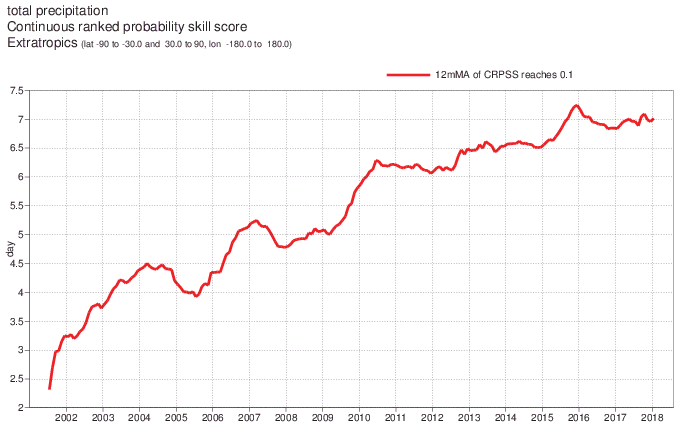 total precipitation
Continuous ranked probability skill score
Extratropics (lat -90 to -30.0 and 30.0 to 90, lon -180.0 to 180.0)
12mMA of CRPSS reaches 0.1
7.5
7
6.5
6
5.5
5
4.5
4
3.5
3
2.5
2
day
2002 2003 2004 2005 2006 2007 2008 2009 2010 2011 2012 2013 2014 2015 2016 2017 2018